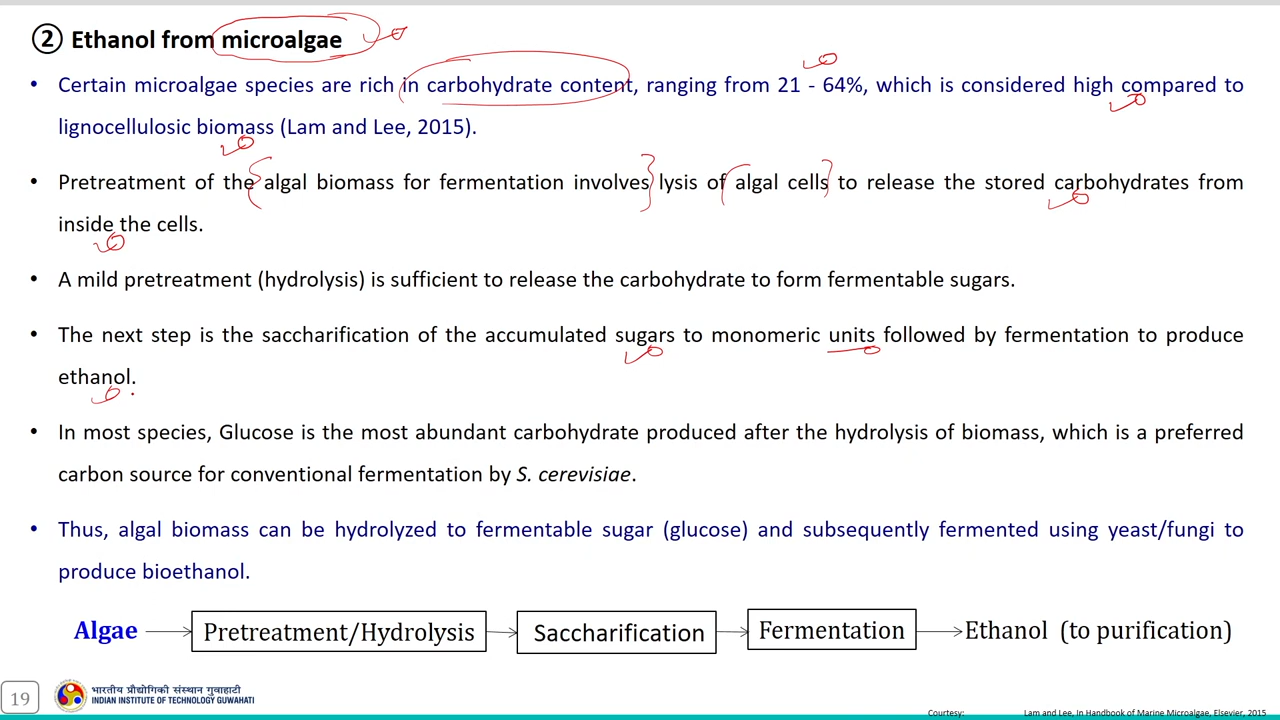 ② Ethanol from microalgae
• Certain microalgae species are rich in carbohydrate content, ranging from 21 - 64%, which is considered high compared to
lignocellulosic biomass (Lam and Lee, 2015).
• Pretreatment of the algal biomass for fermentation involves lysis of algal cells to release the stored carbohydrates from
inside the cells.
• A mild pretreatment (hydrolysis) is sufficient to release the carbohydrate to form fermentable sugars.
• The next step is the saccharification of the accumulated sugars to monomeric units followed by fermentation to produce
ethanol.
• In most species, Glucose is the most abundant carbohydrate produced after the hydrolysis of biomass, which is a preferred
carbon source for conventional fermentation by S. cerevisiae.
• Thus, algal biomass can be hydrolyzed to fermentable sugar (glucose) and subsequently fermented using yeast/fungi to
produce bioethanol.
Algae Pretreatment/Hydrolysis Saccharification Fermentation Ethanol (to purification)
19
भारतीय प्रौद्योगिकी संस्थान गुवाहाटी
INDIAN INSTITUTE OF TECHNOLOGY GUWAHATI
Courtesy: Lam and Lee, In Handbook of Marine Microalgae, Elsevier, 2015